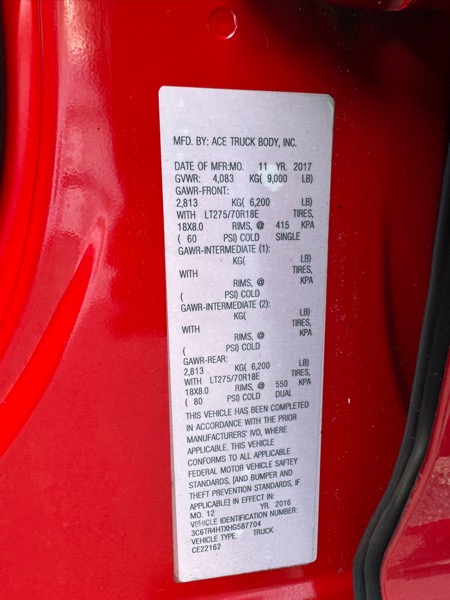 MFD. BY: ACE TRUCK BODY, INC.
DATE OF MFR:MO. 11 YR. 2017
GVWR: 4,083 KG( 9,000 LB)
GAWR-FRONT:
2,813 KG( 6,200 LB)
WITH LT275/70R18E TIRES,
18X8.0 RIMS, @ 415 KPA
( 60 PSI) COLD SINGLE
GAWR-INTERMEDIATE (1):
KG( LB)
WITH TIRES,
RIMS, @ KPA
( PSI) COLD
GAWR-INTERMEDIATE (2):
KG( LB)
WITH TIRES,
RIMS, @ KPA
( PSI) COLD
GAWR-REAR:
2,813 KG( 6,200 LB)
WITH LT275/70R18E TIRES,
18X8.0 RIMS, @ 550 KPA
( 80 PSI) COLD DUAL
THIS VEHICLE HAS BEEN COMPLETED
IN ACCORDANCE WITH THE PRIOR
MANUFACTURERS' IVD, WHERE
APPLICABLE. THIS VEHICLE
CONFORMS TO ALL APPLICABLE
FEDERAL MOTOR VEHICLE SAFTEY
STANDARDS, [AND BUMPER AND
THEFT PREVENTION STANDARDS, IF
APPLICABLE] IN EFFECT IN:
MO. 12 YR. 2016
VEHICLE IDENTIFICATION NUMBER:
3C6TR4HTXHG587704
VEHICLE TYPE: TRUCK
CE22162